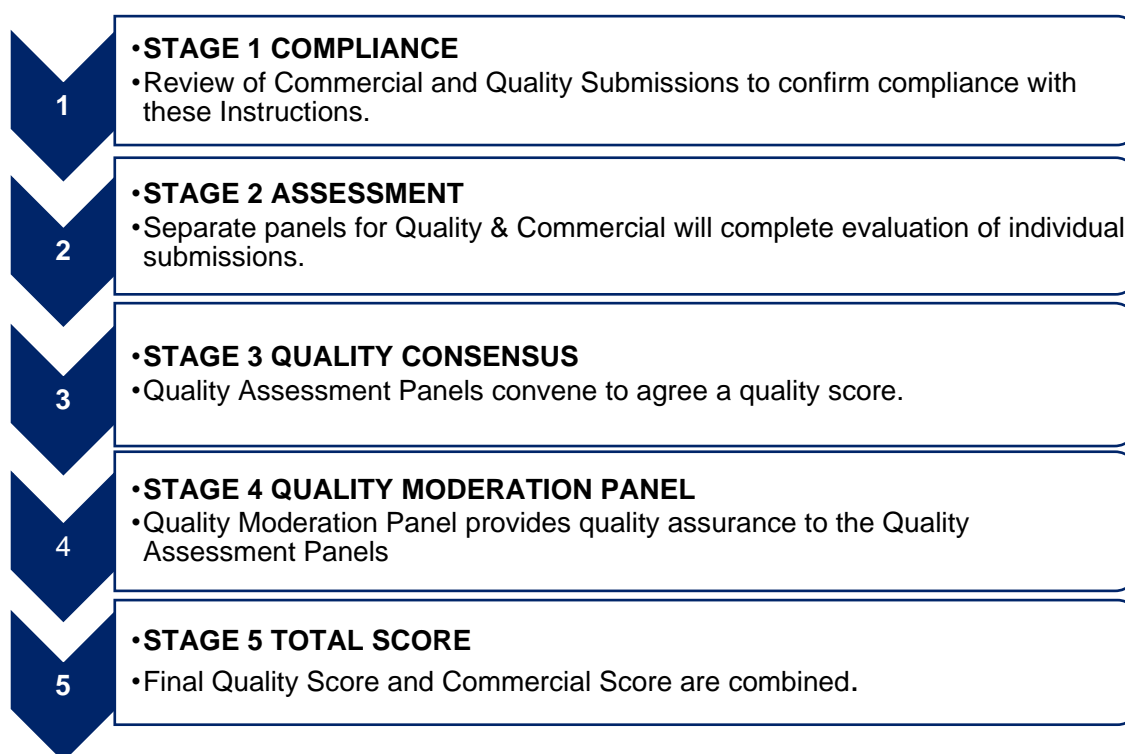 1
•STAGE 1 COMPLIANCE
•Review of Commercial and Quality Submissions to confirm compliance with
these Instructions.
2
•STAGE 2 ASSESSMENT
•Separate panels for Quality & Commercial will complete evaluation of individual
submissions.
3
•STAGE 3 QUALITY CONSENSUS
•Quality Assessment Panels convene to agree a quality score.
4
•STAGE 4 QUALITY MODERATION PANEL
•Quality Moderation Panel provides quality assurance to the Quality
Assessment Panels
5
•STAGE 5 TOTAL SCORE
•Final Quality Score and Commercial Score are combined.